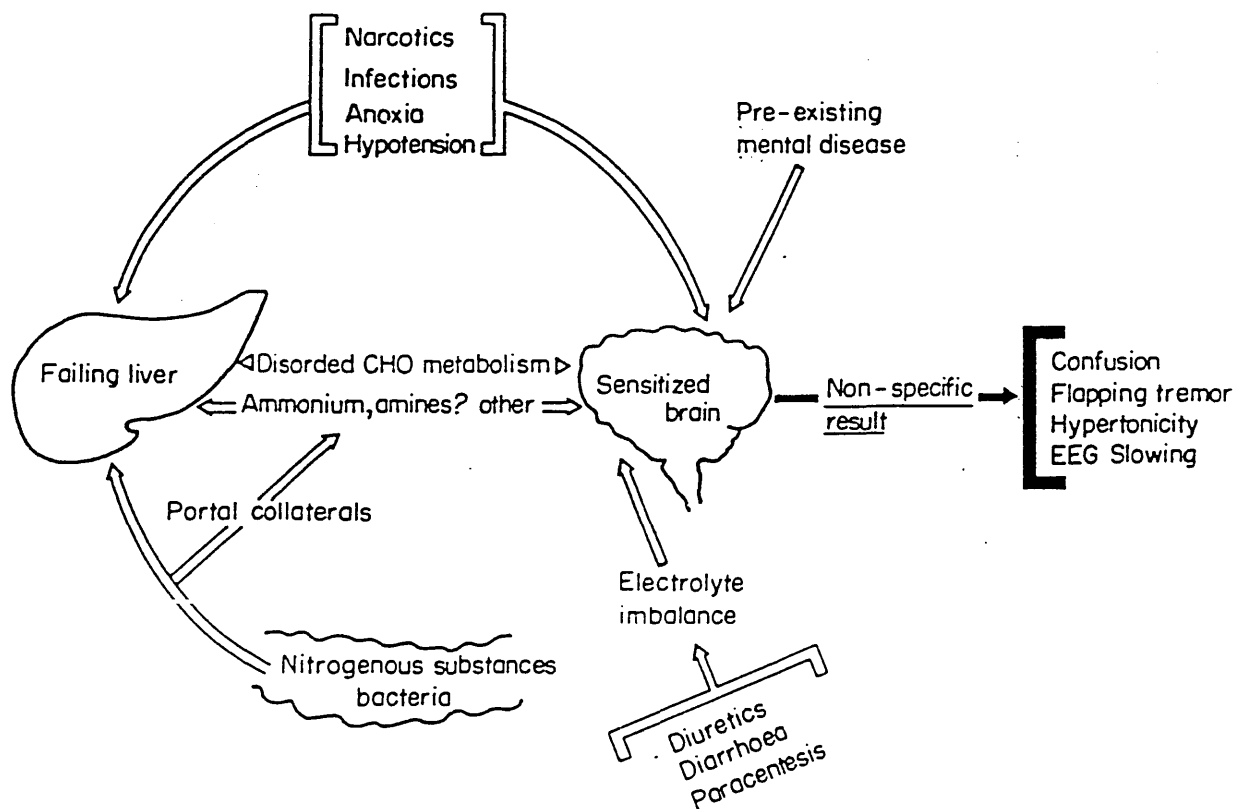 Narcotics
Infections
Anoxia
Hypotension
Pre-existing
mental disease
Failing liver
Disorded CHO metabolism
Ammonium, amines? other
Sensitized
brain
Non-specific
result
Confusion
Flapping tremor
Hypertonicity
EEG Slowing
Portal collaterals
Electrolyte
imbalance
Nitrogenous substances
bacteria
Diuretics
Diarrhoea
Paracentesis